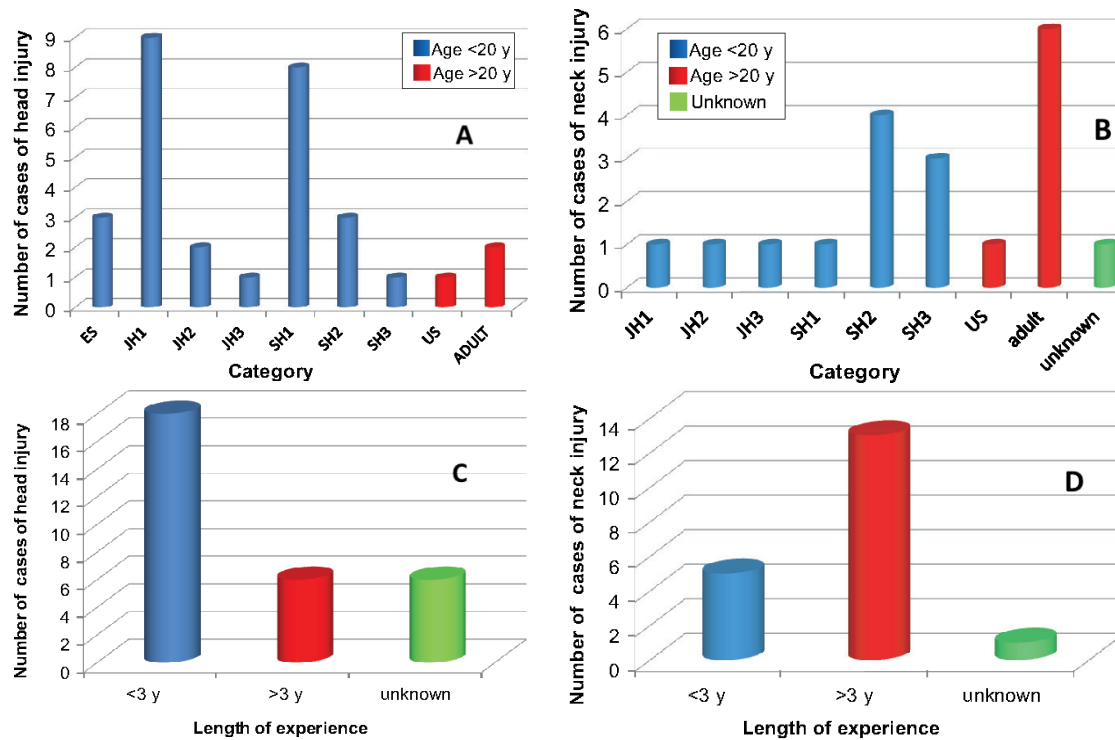 Number of cases of head injury
9
8
7
6
5
4
3
2
1
0
Age <20 y
Age >20 y
A
ES JH1 JH2 JH3 SH1 SH2 SH3 US ADULT
Category
Number of cases of neck injury
6
5
4
3
2
1
0
Age <20 y
Age >20 y
Unknown
B
JH1 JH2 JH3 SH1 SH2 SH3 US adult unknown
Category
Number of cases of head injury
18
16
14
12
10
8
6
4
2
0
C
<3 y >3 y unknown
Length of experience
Number of cases of neck injury
14
12
10
8
6
4
2
0
D
<3 y >3 y unknown
Length of experience